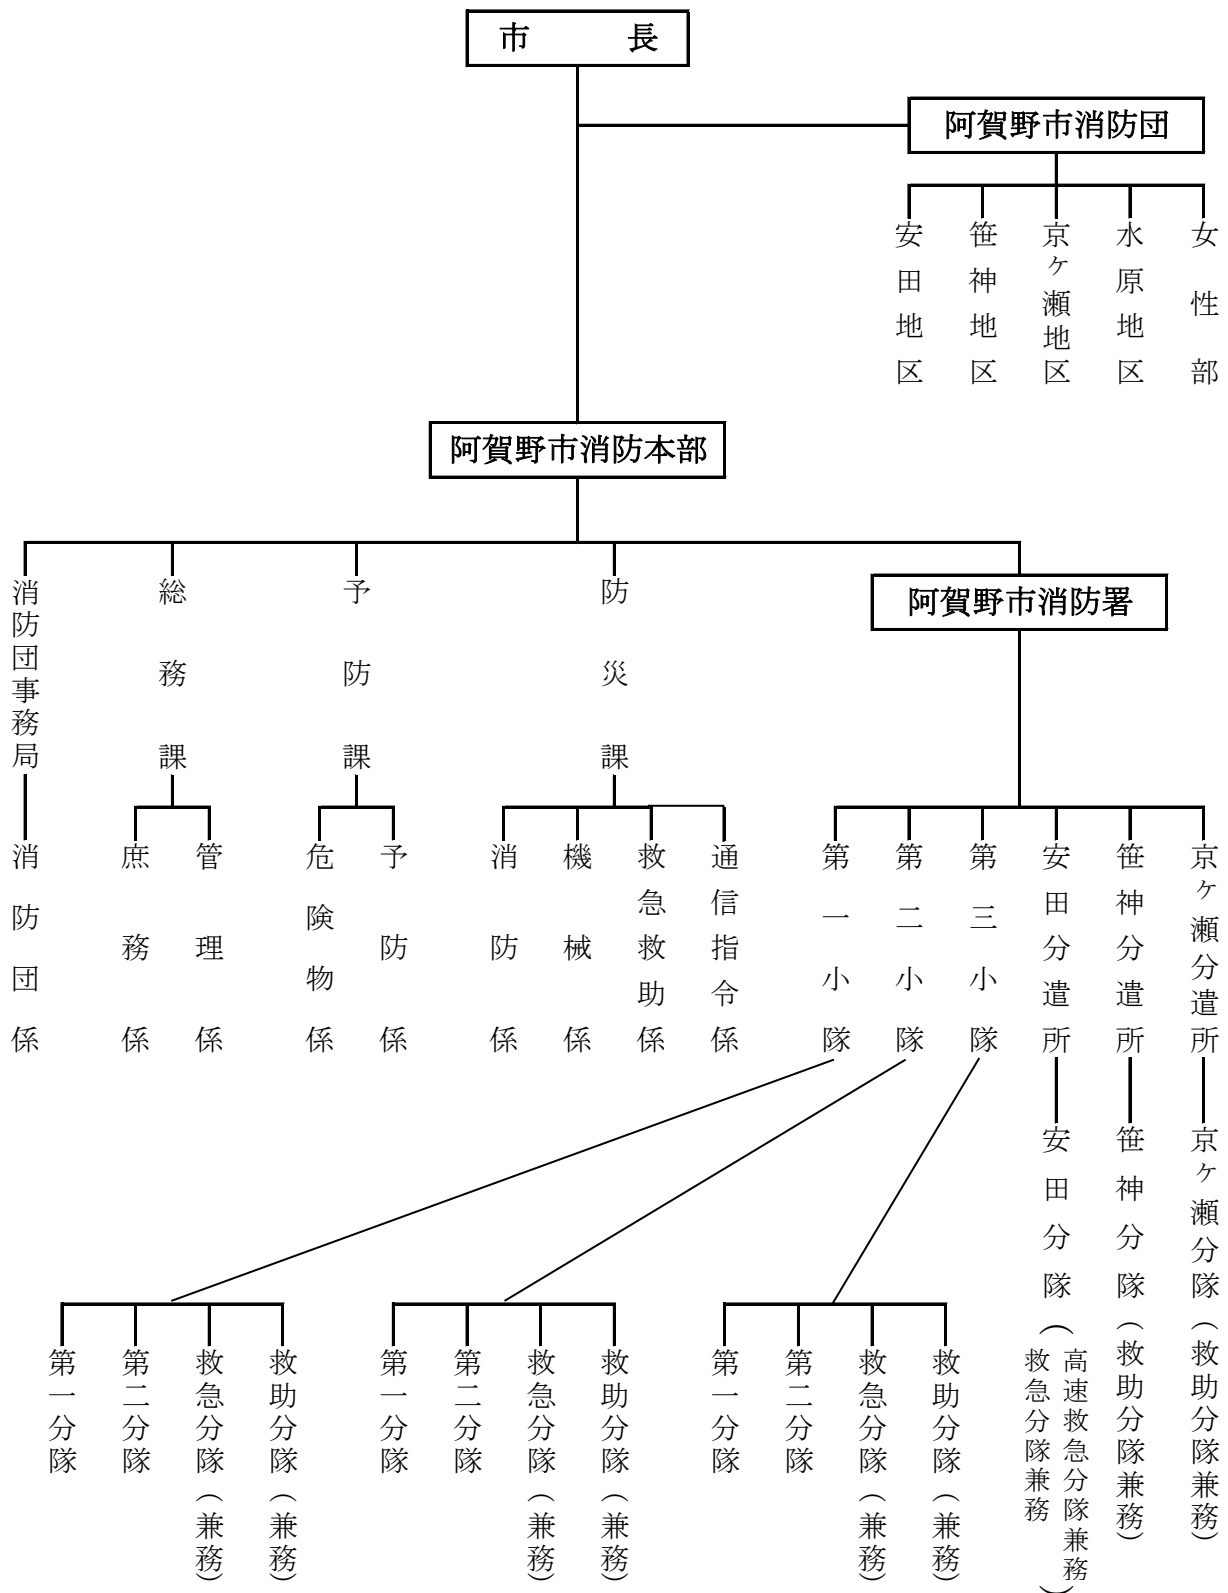 市　　　長
阿賀野市消防団
安田地区
笹神地区
京ヶ瀬地区
水原地区
女性部
阿賀野市消防本部
消防団事務局
総務課
予防課
防災課
阿賀野市消防署
消防団係
庶務係
管理係
危険物係
予防係
消防係
機械係
救急救助係
通信指令係
第一小隊
第二小隊
第三小隊
安田分遣所
笹神分遣所
京ヶ瀬分遣所
安田分隊（高速救急分隊兼務
救急分隊兼務）
笹神分隊（救助分隊兼務）
京ヶ瀬分隊（救助分隊兼務）
第一分隊
第二分隊
救急分隊（兼務）
救助分隊（兼務）
第一分隊
第二分隊
救急分隊（兼務）
救助分隊（兼務）
第一分隊
第二分隊
救急分隊（兼務）
救助分隊（兼務）